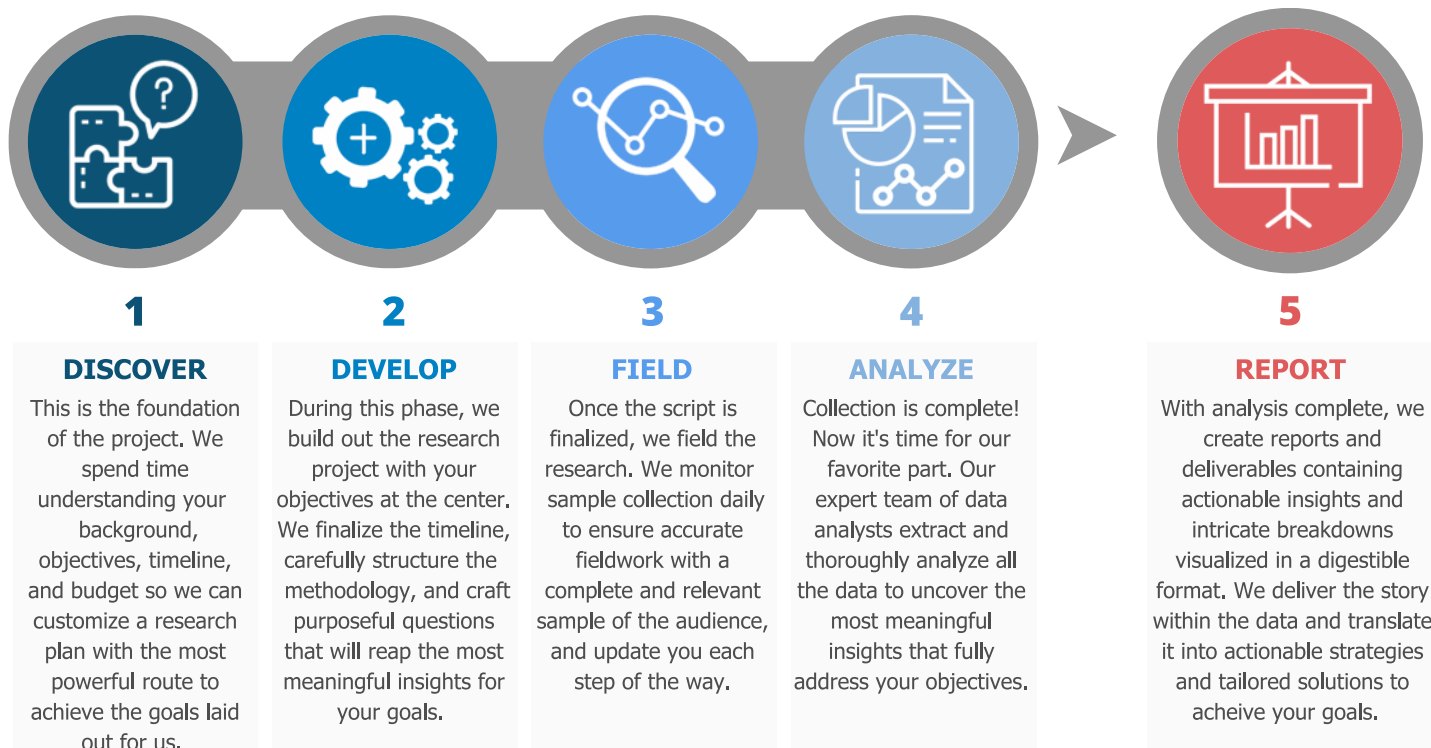 ?
1
DISCOVER
This is the foundation
of the project. We
spend time
understanding your
background,
objectives, timeline,
and budget so we can
customize a research
plan with the most
powerful route to
achieve the goals laid
out for us.
2
DEVELOP
During this phase, we
build out the research
project with your
objectives at the center.
We finalize the timeline,
carefully structure the
methodology, and craft
purposeful questions
that will reap the most
meaningful insights for
your goals.
3
FIELD
Once the script is
finalized, we field the
research. We monitor
sample collection daily
to ensure accurate
fieldwork with a
complete and relevant
sample of the audience,
and update you each
step of the way.
4
ANALYZE
Collection is complete!
Now it's time for our
favorite part. Our
expert team of data
analysts extract and
thoroughly analyze all
the data to uncover the
most meaningful
insights that fully
address your objectives.
5
REPORT
With analysis complete, we
create reports and
deliverables containing
actionable insights and
intricate breakdowns
visualized in a digestible
format. We deliver the story
within the data and translate
it into actionable strategies
and tailored solutions to
acheive your goals.